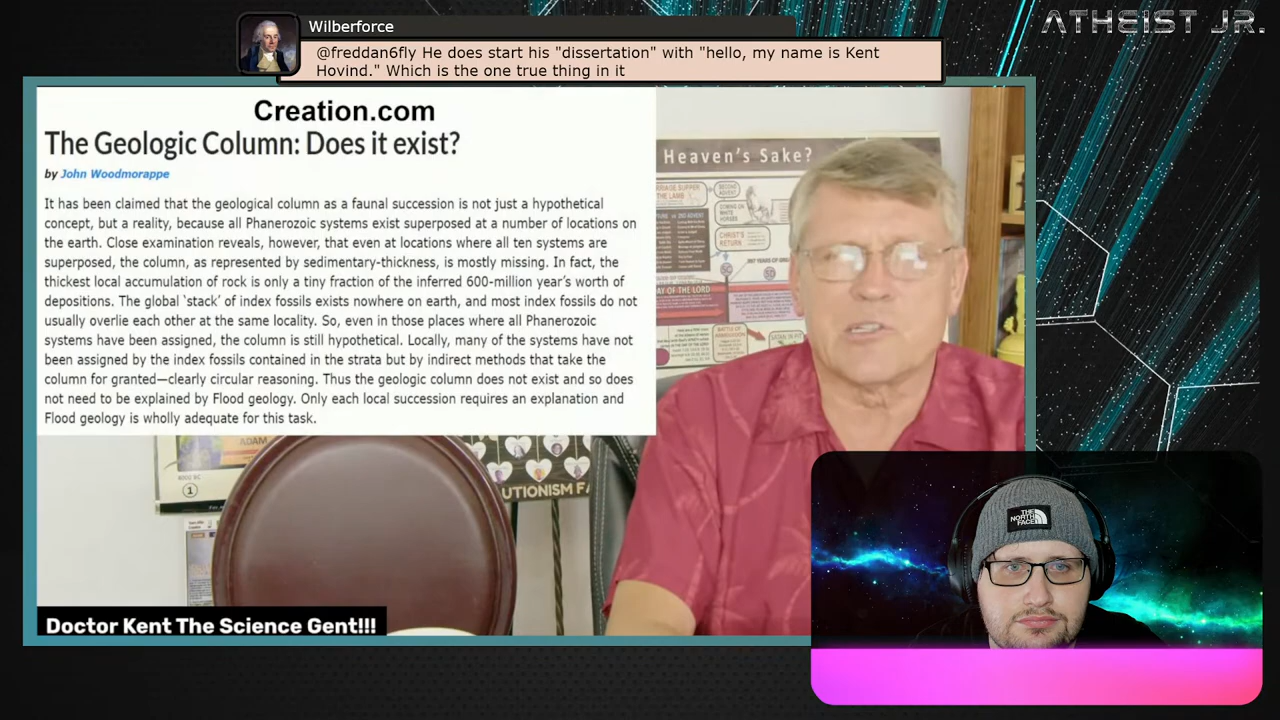 Wilberforce
@freddan6fly He does start his "dissertation" with "hello, my name is Kent
Hovind." Which is the one true thing in it
ATHEIST JR.
Creation.com
The Geologic Column: Does it exist?
by John Woodmorappe
It has been claimed that the geological column as a faunal succession is not just a hypothetical
concept, but a reality, because all Phanerozoic systems exist superposed at a number of locations on
the earth. Close examination reveals, however, that even at locations where all ten systems are
superposed, the column, as represented by sedimentary-thickness, is mostly missing. In fact, the
thickest local accumulation of rock is only a tiny fraction of the inferred 600-million year's worth of
depositions. The global 'stack' of index fossils exists nowhere on earth, and most index fossils do not
usually overlie each other at the same locality. So, even in those places where all Phanerozoic
systems have been assigned, the column is still hypothetical. Locally, many of the systems have not
been assigned by the index fossils contained in the strata but by indirect methods that take the
column for granted—clearly circular reasoning. Thus the geologic column does not exist and so does
not need to be explained by Flood geology. Only each local succession requires an explanation and
Flood geology is wholly adequate for this task.
Heaven's Sake?
CHRIST'S
RETURN
AY OF THE LORD
ADAM
1
UTIONISM FA
THE
NORTH
FACE
Doctor Kent The Science Gent!!!